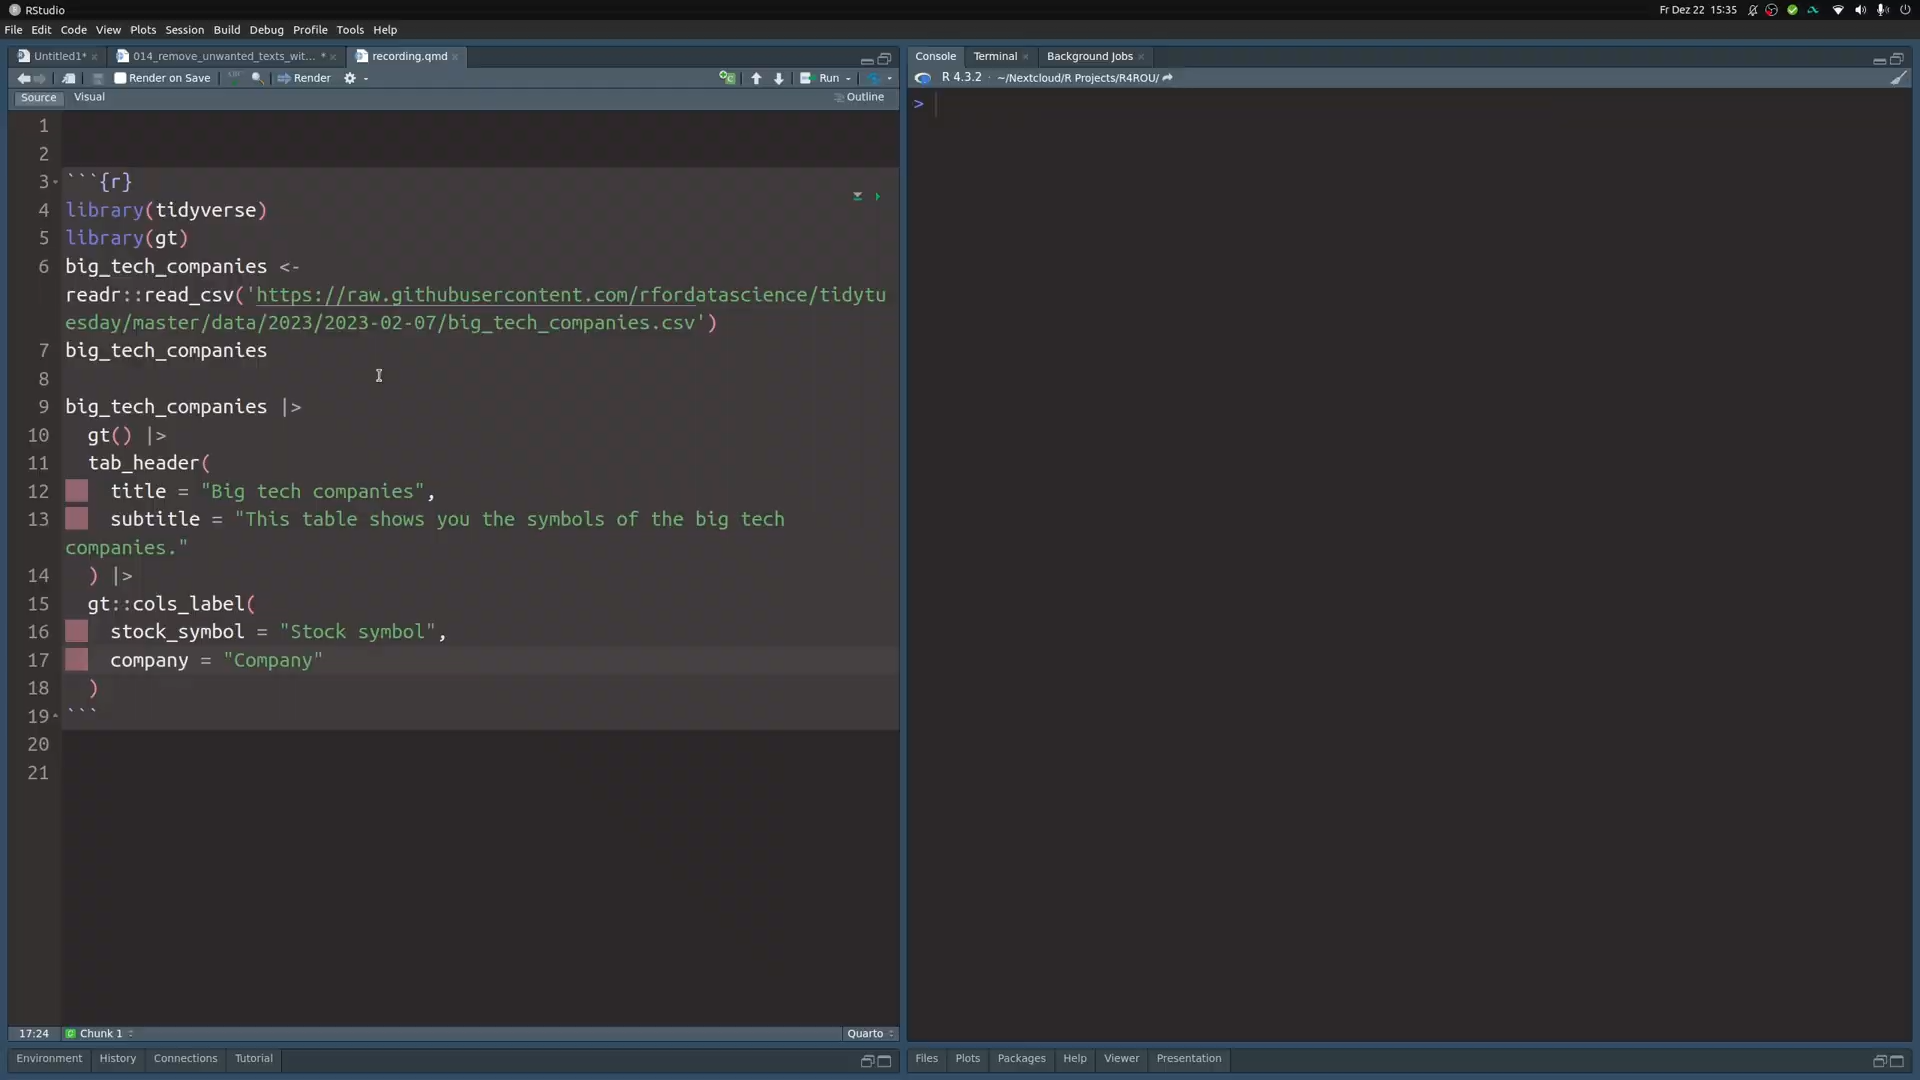 RStudio
Fr Dez 22 15:35
File Edit Code View Plots Session Build Debug Profile Tools Help
Untitled1* 014_remove_unwanted_texts_wit... * recording.qmd
Render on Save Render Run
Source Visual Outline
1
2
3 ```{r}
4 library(tidyverse)
5 library(gt)
6 big_tech_companies <-
readr::read_csv('https://raw.githubusercontent.com/rfordatascience/tidytu
esday/master/data/2023/2023-02-07/big_tech_companies.csv')
7 big_tech_companies
8
9 big_tech_companies |>
10 gt() |>
11 tab_header(
12 title = "Big tech companies",
13 subtitle = "This table shows you the symbols of the big tech
companies."
14 ) |>
15 gt::cols_label(
16 stock_symbol = "Stock symbol",
17 company = "Company"
18 )
19 ```
20
21
17:24 Chunk 1 Quarto
Environment History Connections Tutorial
Console Terminal Background Jobs
R 4.3.2 · ~/Nextcloud/R Projects/R4ROU/
>
Files Plots Packages Help Viewer Presentation